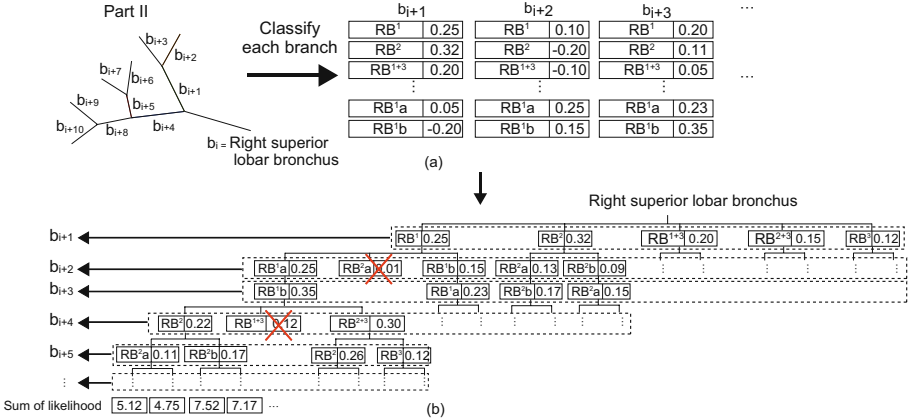 Part II
b_i+3
b_i+2
b_i+7
b_i+6
b_i+1
b_i+9
b_i+5
b_i+10
b_i+8
b_i+4
b_i = Right superior
lobar bronchus
Classify
each branch
b_i+1 b_i+2 b_i+3 ...
RB¹ 0.25 RB¹ 0.10 RB¹ 0.20
RB² 0.32 RB² -0.20 RB² 0.11
RB¹⁺³ 0.20 RB¹⁺³ -0.10 RB¹⁺³ 0.05 ...
⋮ ⋮ ⋮
RB¹a 0.05 RB¹a 0.25 RB¹a 0.23
RB¹b -0.20 RB¹b 0.15 RB¹b 0.35
(a)
Right superior lobar bronchus
b_i+1 RB¹ 0.25 RB² 0.32 RB¹⁺³ 0.20 RB²⁺³ 0.15 RB³ 0.12
b_i+2 RB¹a 0.25 RB²a 0.01 RB¹b 0.15 RB²a 0.13 RB²b 0.09
b_i+3 RB¹b 0.35 RB¹a 0.23 RB²b 0.17 RB²a 0.15
b_i+4 RB² 0.22 RB¹⁺³ 0.12 RB²⁺³ 0.30
b_i+5 RB²a 0.11 RB²b 0.17 RB² 0.26 RB³ 0.12
⋮
Sum of likelihood 5.12 4.75 7.52 7.17 ...
(b)